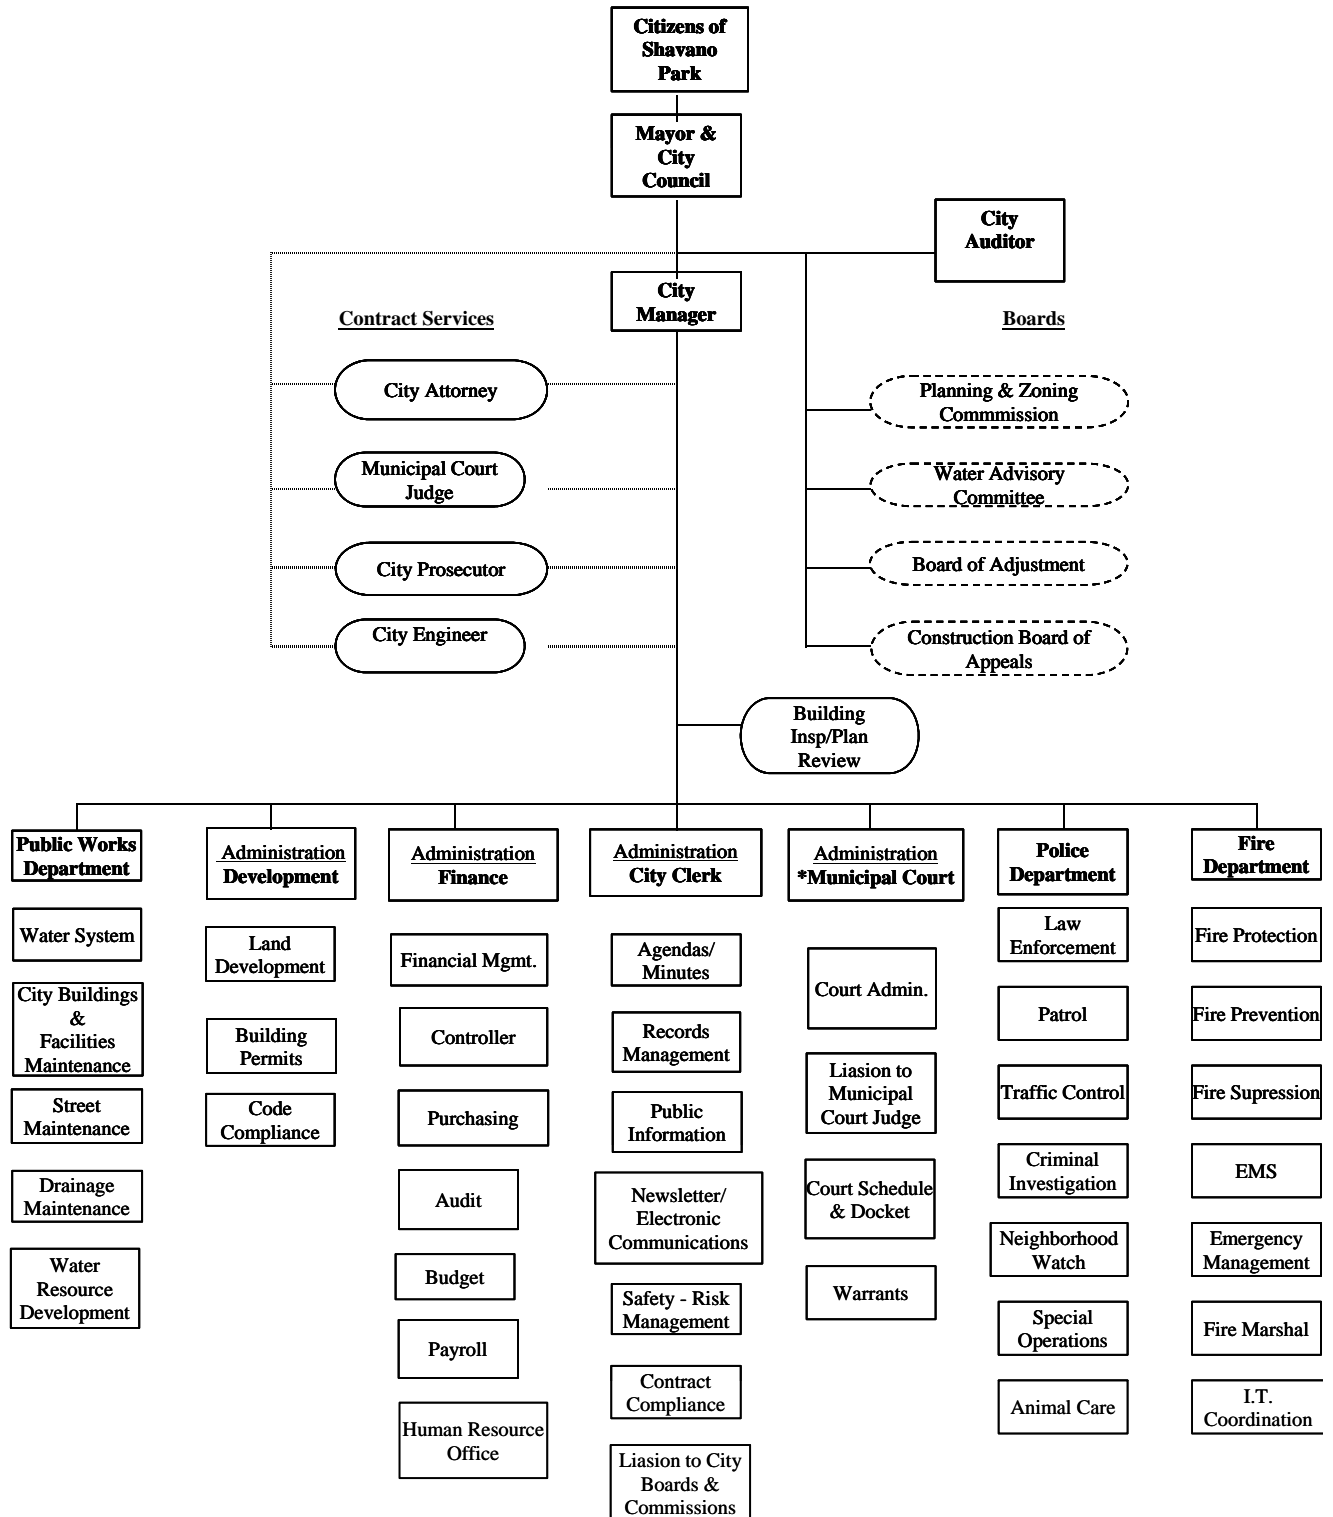 Citizens of
Shavano
Park
Mayor &
City
Council
City
Auditor
City
Manager
Contract Services
Boards
City Attorney
Planning & Zoning
Commmission
Municipal Court
Judge
Water Advisory
Committee
City Prosecutor
Board of Adjustment
City Engineer
Construction Board of
Appeals
Building
Insp/Plan
Review
Public Works
Department
Water System
City Buildings
&
Facilities
Maintenance
Street
Maintenance
Drainage
Maintenance
Water
Resource
Development
Administration
Development
Land
Development
Building
Permits
Code
Compliance
Administration
Finance
Financial Mgmt.
Controller
Purchasing
Audit
Budget
Payroll
Human Resource
Office
Administration
City Clerk
Agendas/
Minutes
Records
Management
Public
Information
Newsletter/
Electronic
Communications
Safety - Risk
Management
Contract
Compliance
Liasion to City
Boards &
Commissions
Administration
*Municipal Court
Court Admin.
Liasion to
Municipal
Court Judge
Court Schedule
& Docket
Warrants
Police
Department
Law
Enforcement
Patrol
Traffic Control
Criminal
Investigation
Neighborhood
Watch
Special
Operations
Animal Care
Fire
Department
Fire Protection
Fire Prevention
Fire Supression
EMS
Emergency
Management
Fire Marshal
I.T.
Coordination